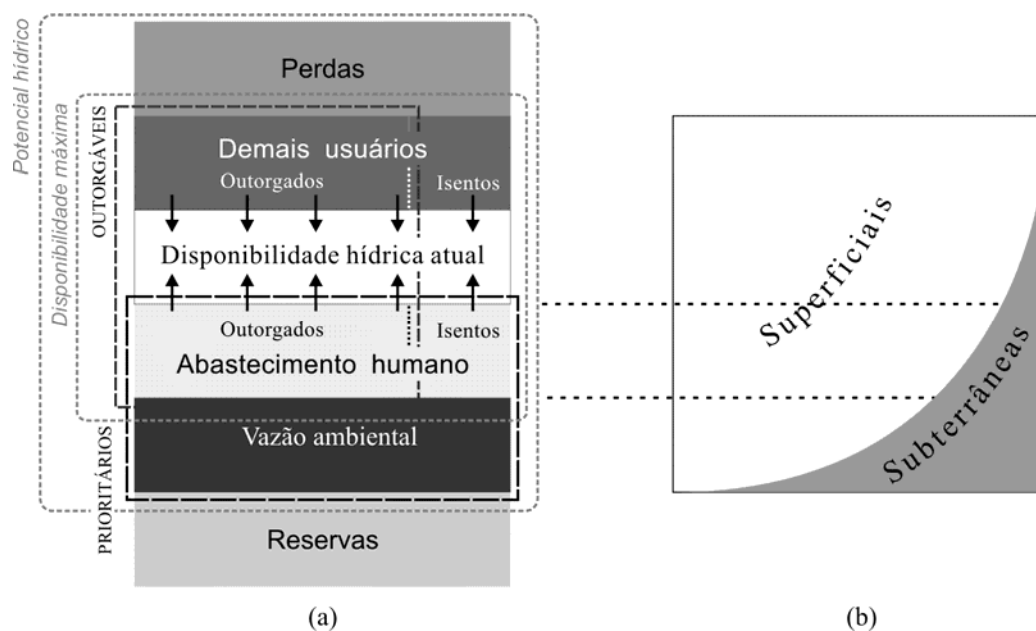 Potencial hídrico
Disponibilidade máxima
OUTORGÁVEIS
PRIORITÁRIOS
Perdas
Demais usuários
Outorgados Isentos
Disponibilidade hídrica atual
Outorgados Isentos
Abastecimento humano
Vazão ambiental
Reservas
(a)
Superficiais
Subterrâneas
(b)